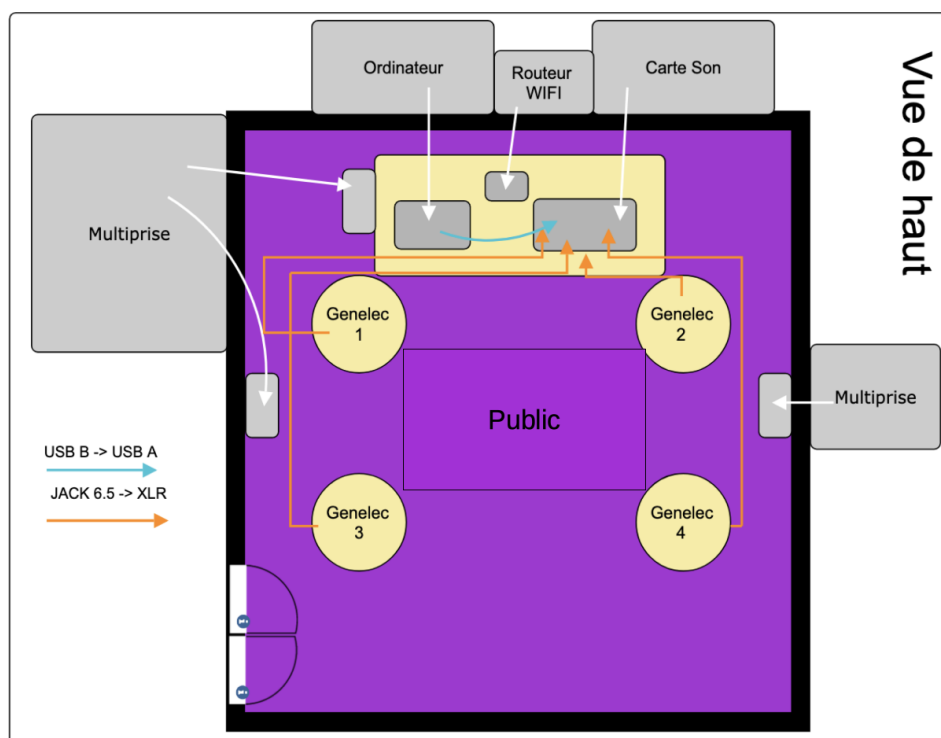 Ordinateur
Routeur
WIFI
Carte Son
Vue de haut
Multiprise
Genelec
1
Genelec
2
Multiprise
Public
USB B -> USB A
JACK 6.5 -> XLR
Genelec
3
Genelec
4